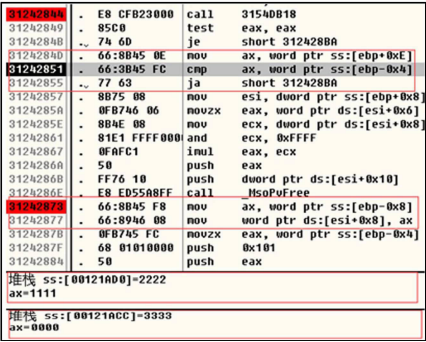 31242844 . E8 CFB23000 call 3154DB18
31242849 . 85C0 test eax, eax
3124284B .ˬ 74 6D je short 312428BA
3124284D . 66:8B45 0E mov ax, word ptr ss:[ebp+0xE]
31242851 . 66:3B45 FC cmp ax, word ptr ss:[ebp-0x4]
31242855 .ˬ 77 63 ja short 312428BA
31242857 . 8B75 08 mov esi, dword ptr ss:[ebp+0x8]
3124285A . 0FB746 06 movzx eax, word ptr ds:[esi+0x6]
3124285E . 8B4E 08 mov ecx, dword ptr ds:[esi+0x8]
31242861 . 81E1 FFFF000 and ecx, 0xFFFF
31242867 . 0FAFC1 imul eax, ecx
3124286A . 50 push eax
3124286B . FF76 10 push dword ptr ds:[esi+0x10]
3124286E . E8 ED55A8FF call _MsoPvFree
31242873 . 66:8B45 F8 mov ax, word ptr ss:[ebp-0x8]
31242877 . 66:8946 08 mov word ptr ds:[esi+0x8], ax
3124287B . 0FB745 FC movzx eax, word ptr ss:[ebp-0x4]
3124287F . 68 01010000 push 0x101
31242884 . 50 push eax
堆栈 ss:[00121AD0]=2222
ax=1111
堆栈 ss:[00121ACC]=3333
ax=0000